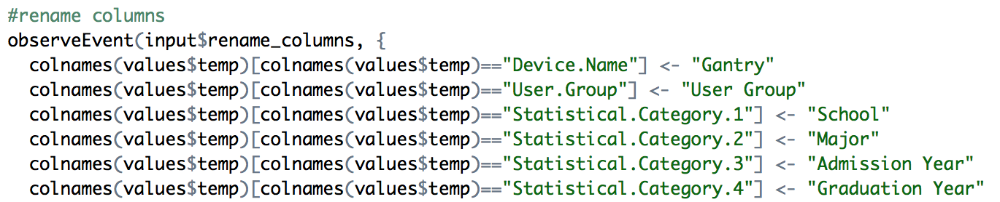 #rename columns
observeEvent(input$rename_columns, {
  colnames(values$temp)[colnames(values$temp)=="Device.Name"] <- "Gantry"
  colnames(values$temp)[colnames(values$temp)=="User.Group"] <- "User Group"
  colnames(values$temp)[colnames(values$temp)=="Statistical.Category.1"] <- "School"
  colnames(values$temp)[colnames(values$temp)=="Statistical.Category.2"] <- "Major"
  colnames(values$temp)[colnames(values$temp)=="Statistical.Category.3"] <- "Admission Year"
  colnames(values$temp)[colnames(values$temp)=="Statistical.Category.4"] <- "Graduation Year"